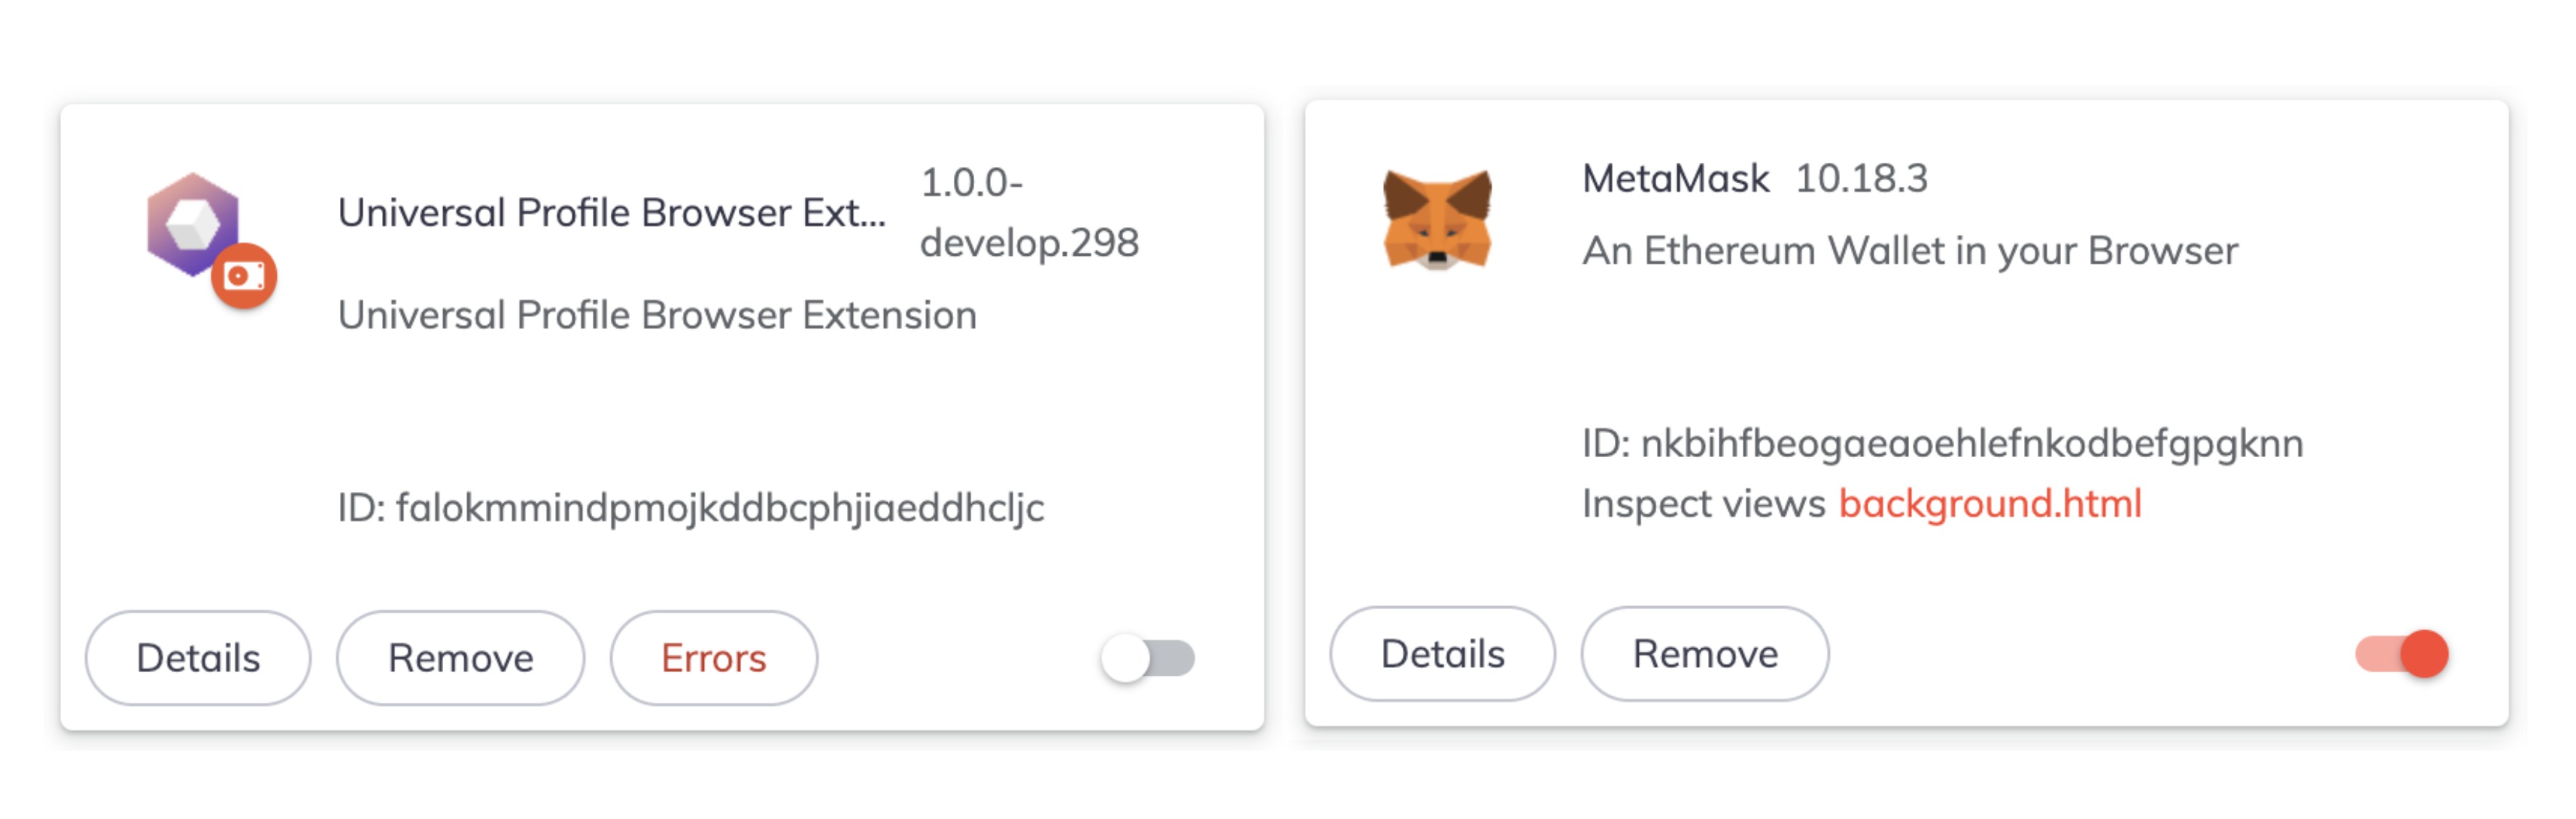 Universal Profile Browser Ext...
1.0.0-
develop.298
Universal Profile Browser Extension
ID: falokmmindpmojkddbcphjiaeddhcljc
Details
Remove
Errors
MetaMask 10.18.3
An Ethereum Wallet in your Browser
ID: nkbihfbeogaeaoehlefnkodbefgpgknn
Inspect views background.html
Details
Remove